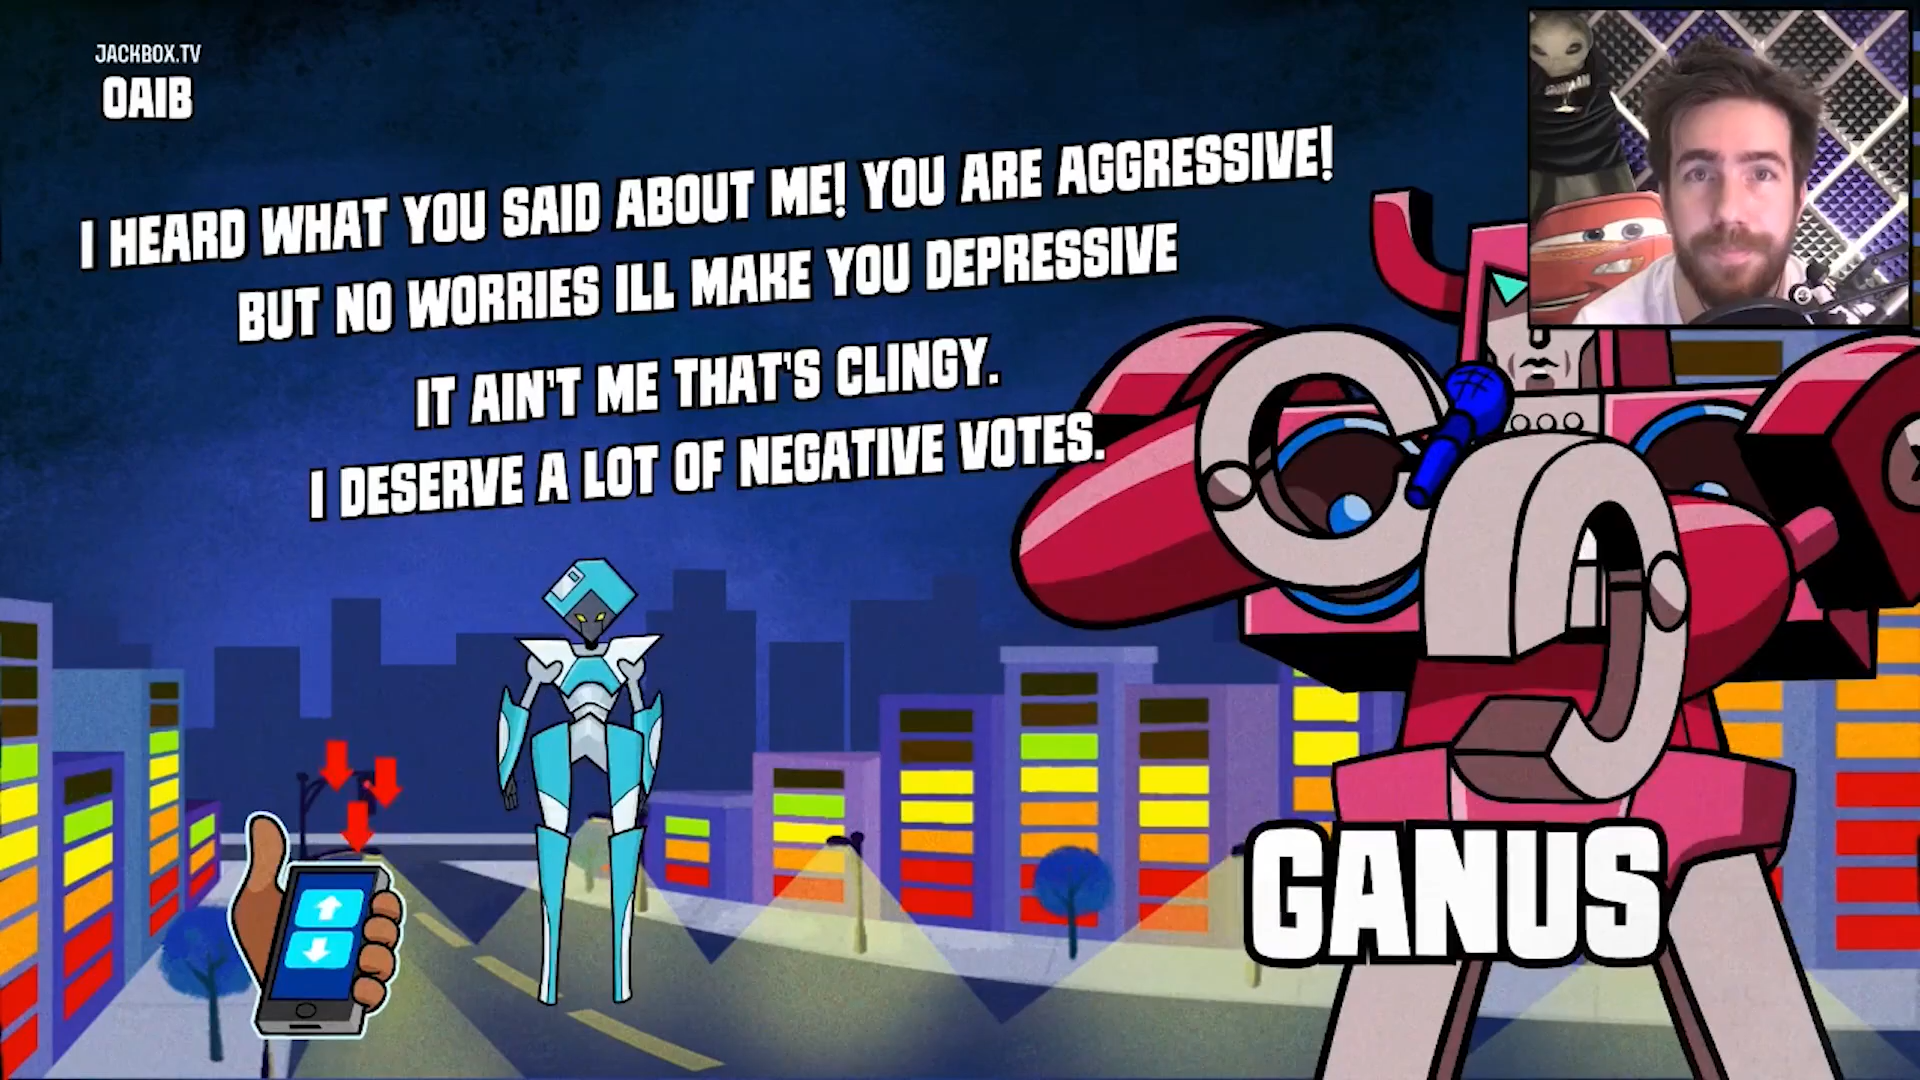 JACKBOX.TV
OAIB
I HEARD WHAT YOU SAID ABOUT ME! YOU ARE AGGRESSIVE!
BUT NO WORRIES ILL MAKE YOU DEPRESSIVE
IT AIN'T ME THAT'S CLINGY.
I DESERVE A LOT OF NEGATIVE VOTES.
GANUS